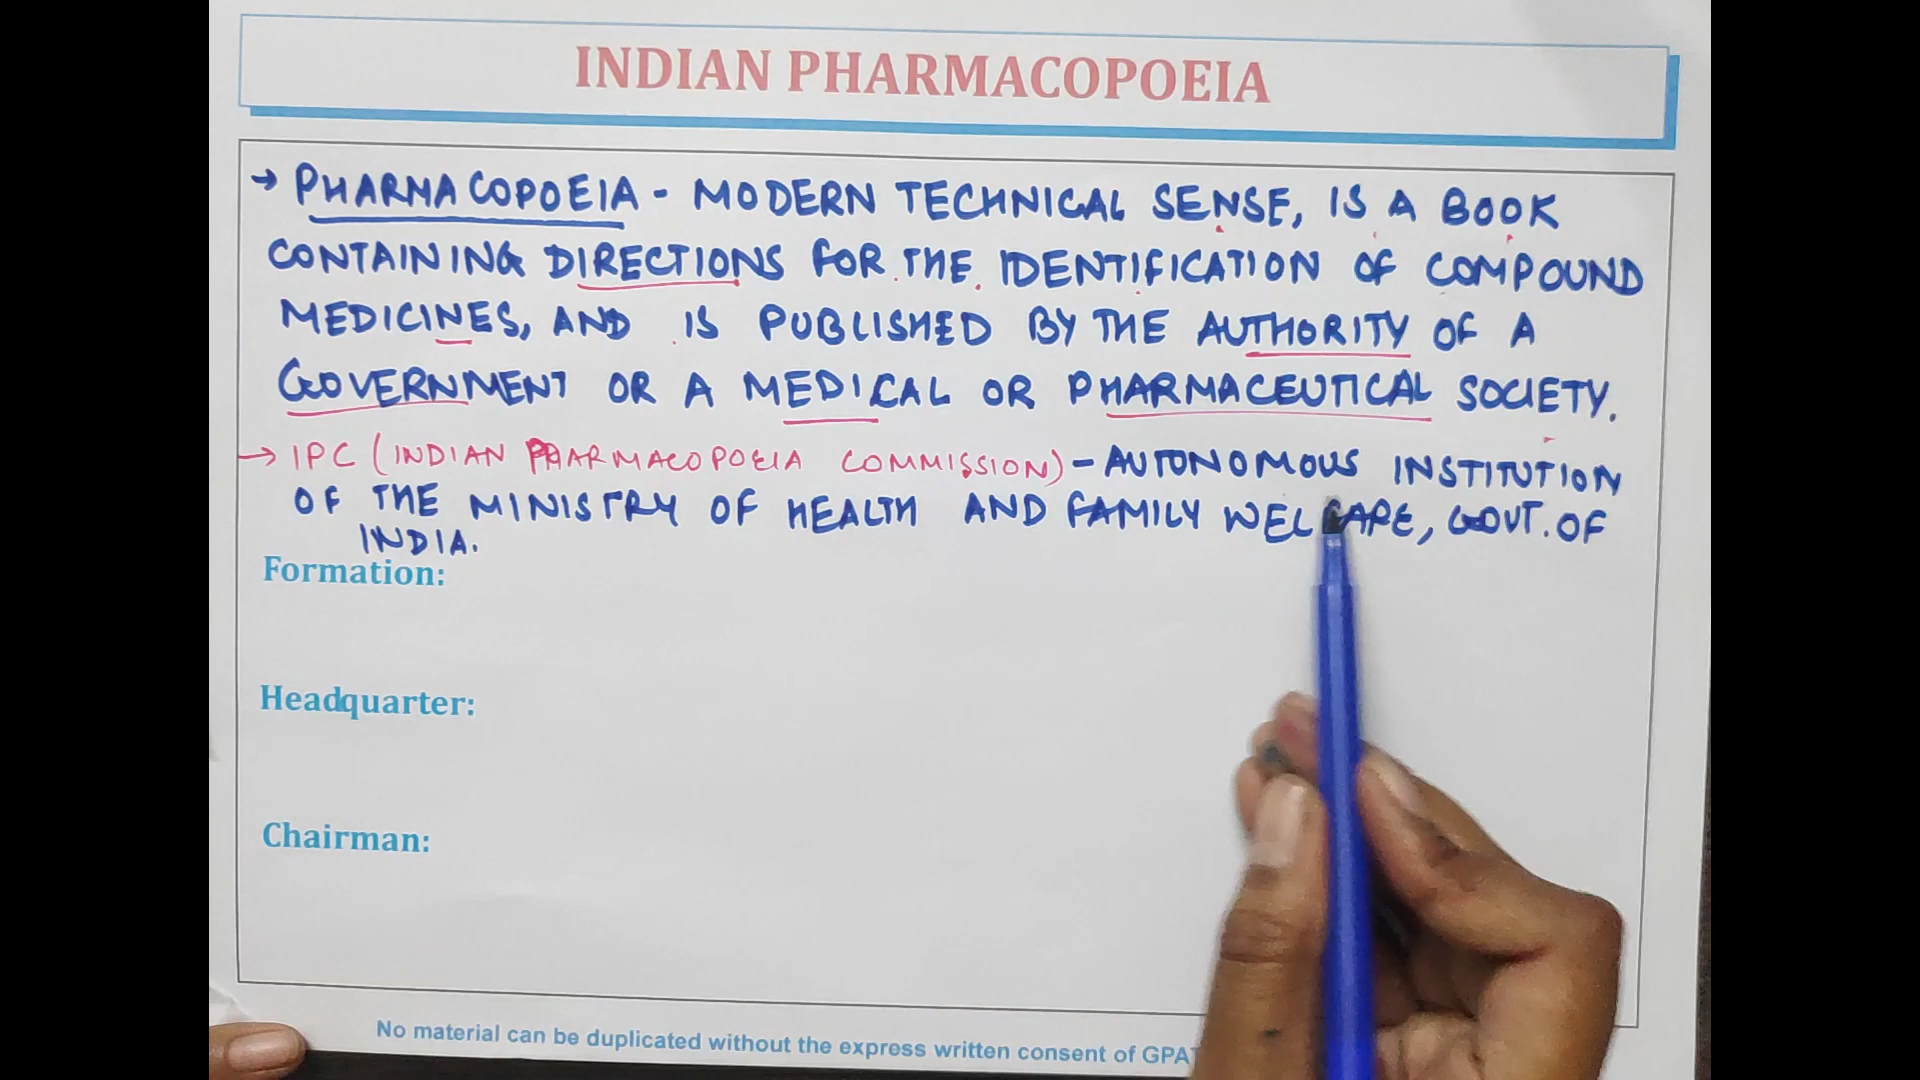 INDIAN PHARMACOPOEIA
→ PHARMACOPOEIA - MODERN TECHNICAL SENSE, IS A BOOK
CONTAINING DIRECTIONS FOR THE IDENTIFICATION OF COMPOUND
MEDICINES, AND IS PUBLISHED BY THE AUTHORITY OF A
GOVERNMENT OR A MEDICAL OR PHARMACEUTICAL SOCIETY.
→ IPC (INDIAN PHARMACOPOEIA COMMISSION) - AUTONOMOUS INSTITUTION
OF THE MINISTRY OF HEALTH AND FAMILY WELFARE, GOVT. OF
INDIA.
Formation:
Headquarter:
Chairman:
No material can be duplicated without the express written consent of GPAT